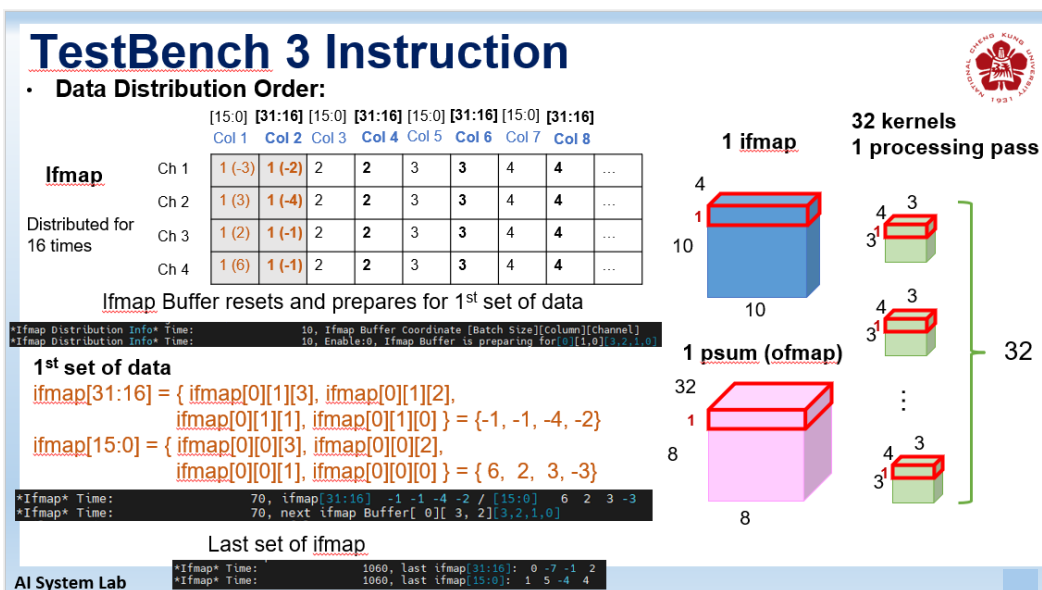 TestBench 3 Instruction
NATIONAL CHENG KUNG UNIVERSITY 1931
• Data Distribution Order:
[15:0] [31:16] [15:0] [31:16] [15:0] [31:16] [15:0] [31:16]
Col 1 Col 2 Col 3 Col 4 Col 5 Col 6 Col 7 Col 8
Ifmap
Distributed for
16 times
Ch 1 1 (-3) 1 (-2) 2 2 3 3 4 4 ...
Ch 2 1 (3) 1 (-4) 2 2 3 3 4 4 ...
Ch 3 1 (2) 1 (-1) 2 2 3 3 4 4 ...
Ch 4 1 (6) 1 (-1) 2 2 3 3 4 4 ...
Ifmap Buffer resets and prepares for 1st set of data
*Ifmap Distribution Info* Time: 10, Ifmap Buffer Coordinate [Batch Size][Column][Channel]
*Ifmap Distribution Info* Time: 10, Enable:0, Ifmap Buffer is preparing for[0][1,0][3,2,1,0]
1st set of data
ifmap[31:16] = { ifmap[0][1][3], ifmap[0][1][2],
ifmap[0][1][1], ifmap[0][1][0] } = {-1, -1, -4, -2}
ifmap[15:0] = { ifmap[0][0][3], ifmap[0][0][2],
ifmap[0][0][1], ifmap[0][0][0] } = { 6, 2, 3, -3}
*Ifmap* Time: 70, ifmap[31:16] -1 -1 -4 -2 / [15:0] 6 2 3 -3
*Ifmap* Time: 70, next ifmap Buffer[ 0][ 3, 2][3,2,1,0]
Last set of ifmap
*Ifmap* Time: 1060, last ifmap[31:16]: 0 -7 -1 2
*Ifmap* Time: 1060, last ifmap[15:0]: 1 5 -4 4
AI System Lab
1 ifmap
4
1
10
10
1 psum (ofmap)
32
1
8
8
32 kernels
1 processing pass
3
4
1
3
3
4
1
3
⋮
3
4
1
3
32